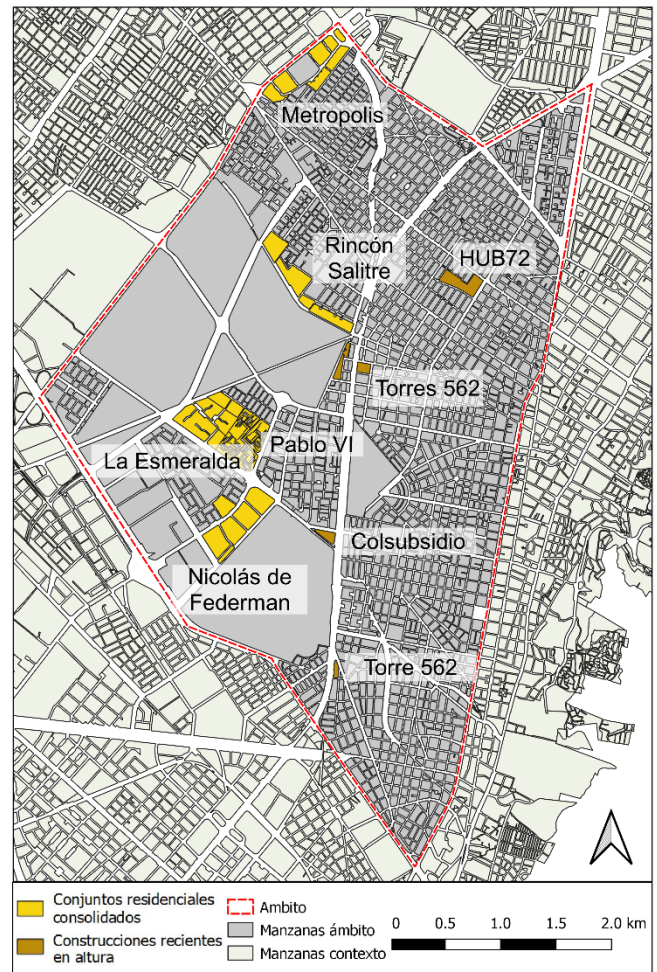 Metropolis
Rincón
Salitre
HUB72
Torres 562
Pablo VI
La Esmeralda
Colsubsidio
Nicolás de
Federman
Torre 562
Conjuntos residenciales
consolidados
Construcciones recientes
en altura
Ambito
Manzanas ámbito
Manzanas contexto
0 0.5 1.0 1.5 2.0 km